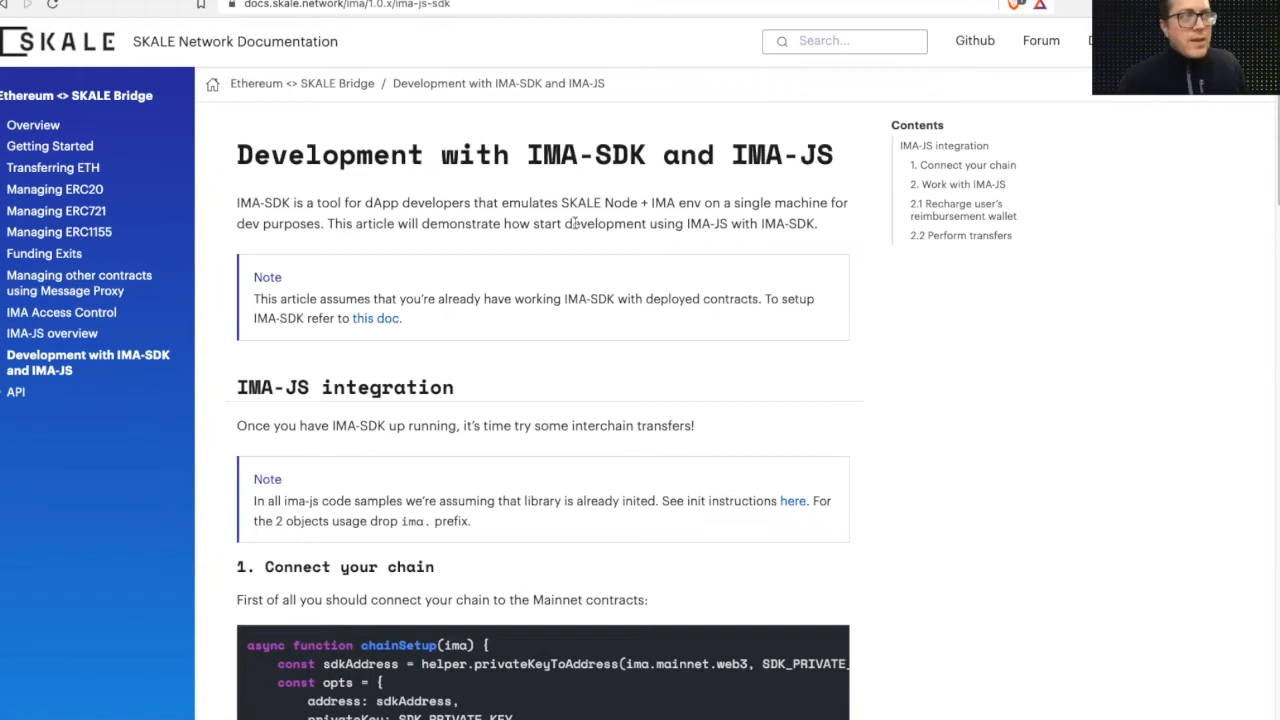 docs.skale.network/ima/1.0.x/ima-js-sdk
SKALE
SKALE Network Documentation
Search...
Github
Forum
Ethereum <> SKALE Bridge
Overview
Getting Started
Transferring ETH
Managing ERC20
Managing ERC721
Managing ERC1155
Funding Exits
Managing other contracts
using Message Proxy
IMA Access Control
IMA-JS overview
Development with IMA-SDK
and IMA-JS
API
Ethereum <> SKALE Bridge / Development with IMA-SDK and IMA-JS
Development with IMA-SDK and IMA-JS
IMA-SDK is a tool for dApp developers that emulates SKALE Node + IMA env on a single machine for
dev purposes. This article will demonstrate how start development using IMA-JS with IMA-SDK.
Note
This article assumes that you're already have working IMA-SDK with deployed contracts. To setup
IMA-SDK refer to this doc.
IMA-JS integration
Once you have IMA-SDK up running, it's time try some interchain transfers!
Note
In all ima-js code samples we're assuming that library is already inited. See init instructions here. For
the 2 objects usage drop ima. prefix.
1. Connect your chain
First of all you should connect your chain to the Mainnet contracts:
async function chainSetup(ima) {
const sdkAddress = helper.privateKeyToAddress(ima.mainnet.web3, SDK_PRIVATE_
const opts = {
address: sdkAddress,
privateKey: SDK_PRIVATE_KEY
Contents
IMA-JS integration
1. Connect your chain
2. Work with IMA-JS
2.1 Recharge user's
reimbursement wallet
2.2 Perform transfers